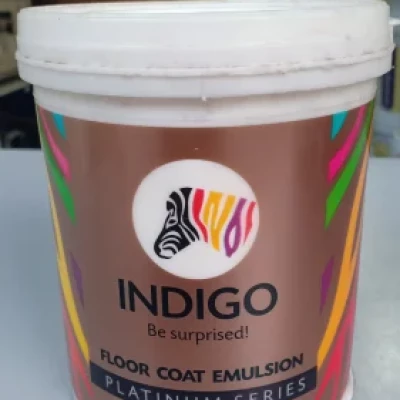 INDIGO
Be surprised!
FLOOR COAT EMULSION
PLATINUM SERIES